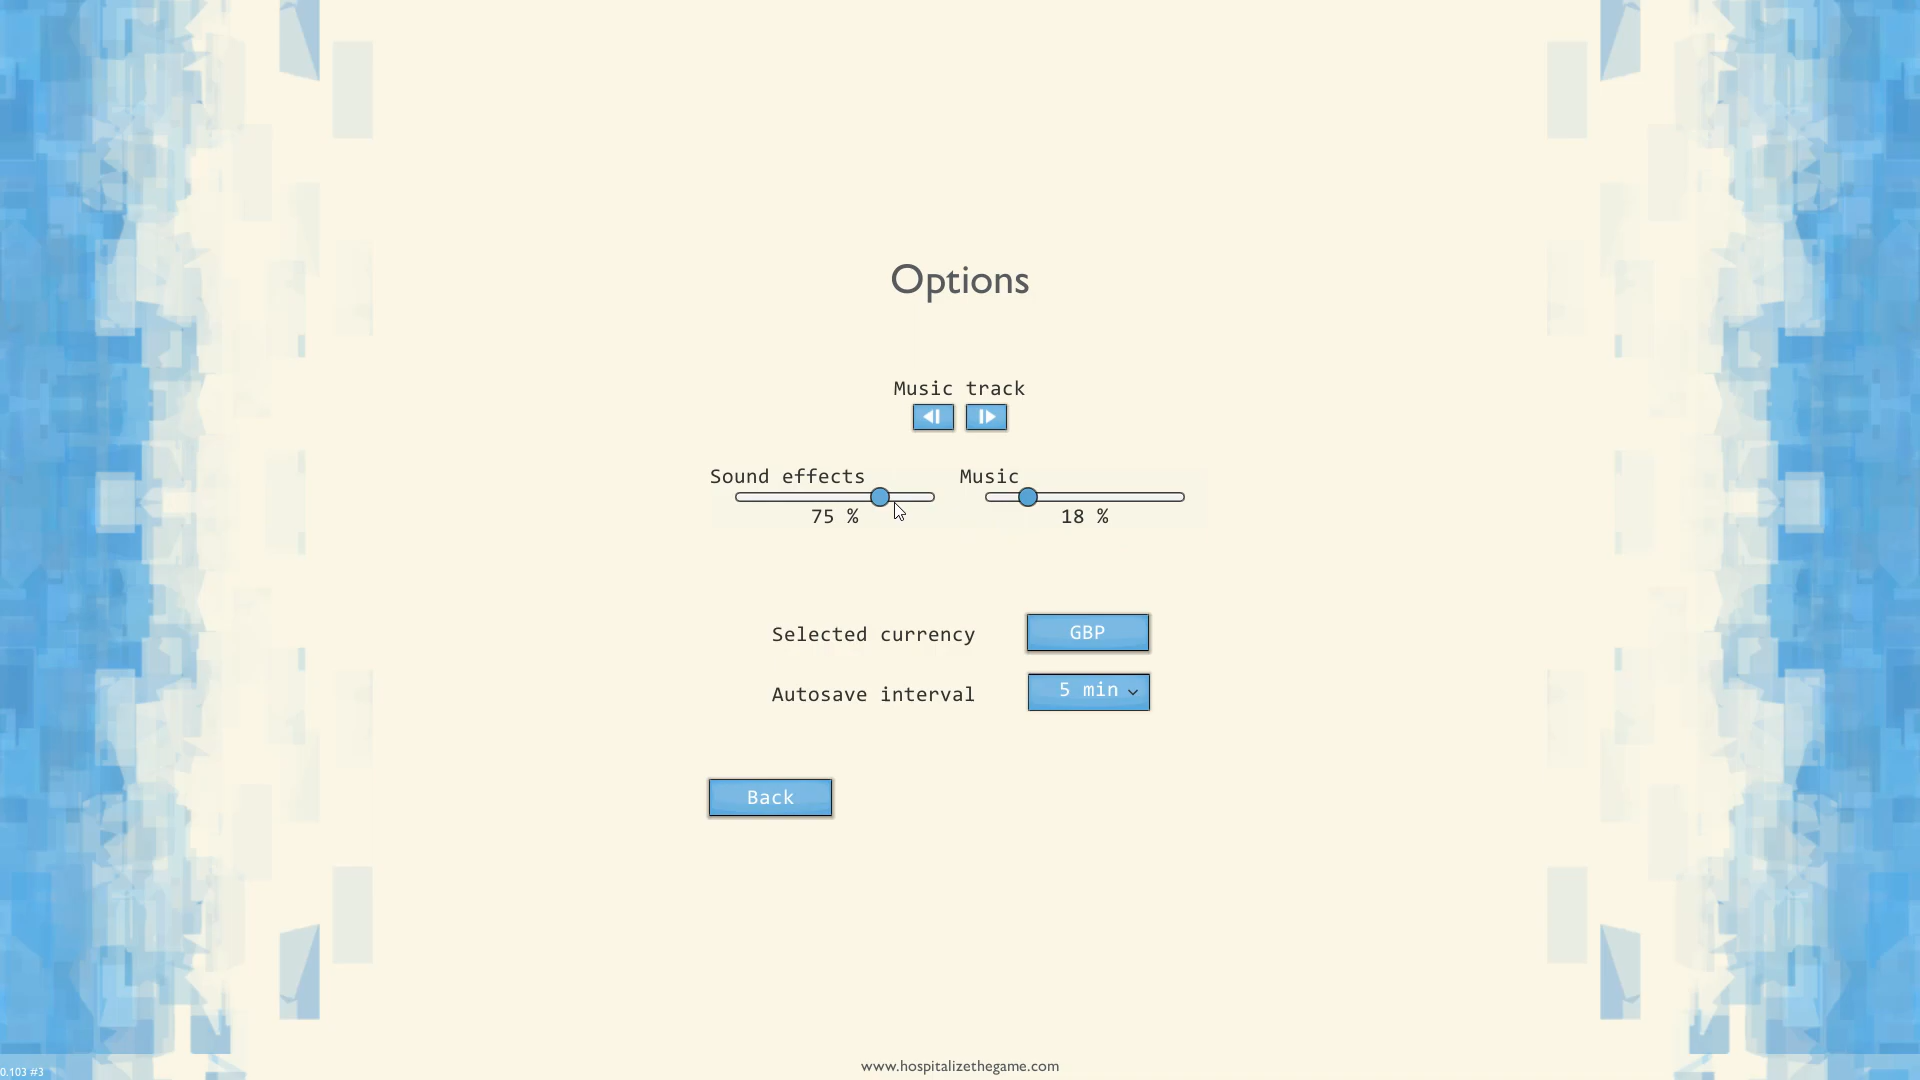 Options
Music track
Sound effects
Music
75 %
18 %
Selected currency
GBP
Autosave interval
5 min
Back
www.hospitalizethegame.com
0.103 #3